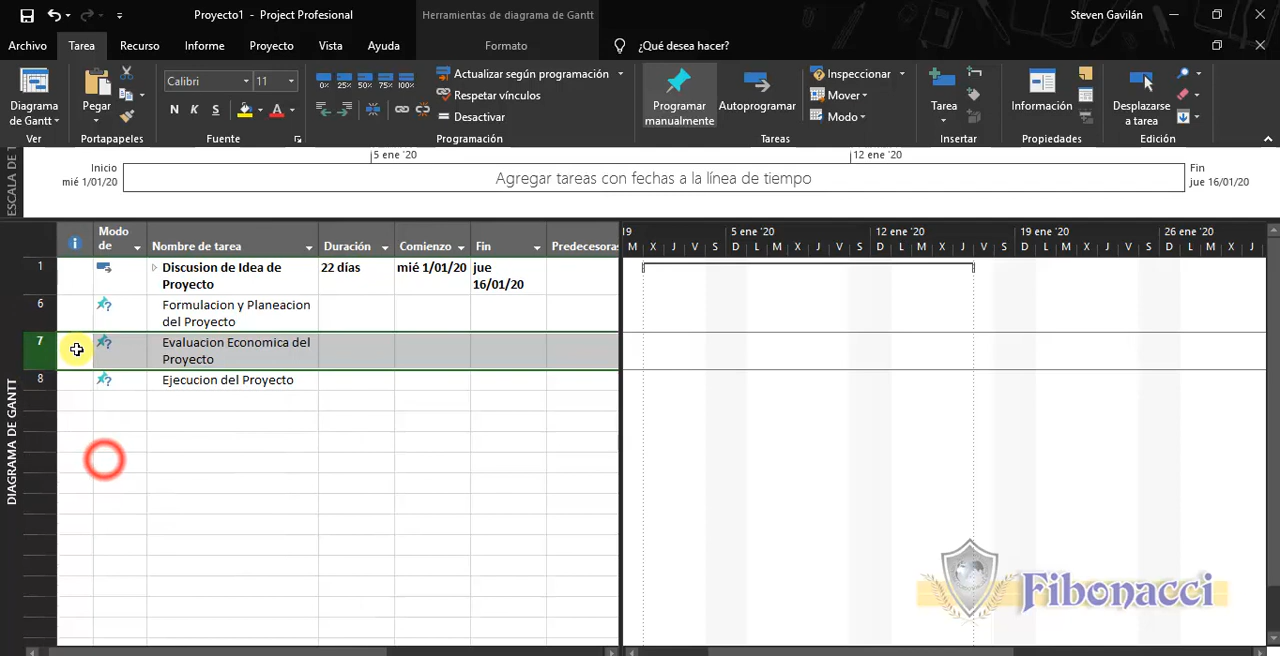 Proyecto1 - Project Profesional
Herramientas de diagrama de Gantt
Steven Gavilán
Archivo Tarea Recurso Informe Proyecto Vista Ayuda Formato ¿Qué desea hacer?
Diagrama de Gantt
Ver
Pegar
Portapapeles
Calibri 11
N K S A
Fuente
0% 25% 50% 75% 100%
Actualizar según programación
Respetar vínculos
Desactivar
Programación
Programar manualmente
Autoprogramar
Inspeccionar
Mover
Modo
Tareas
Tarea
Insertar
Información
Propiedades
Desplazarse a tarea
Edición
ESCALA DE T
5 ene '20 12 ene '20
Inicio
mié 1/01/20
Agregar tareas con fechas a la línea de tiempo
Fin
jue 16/01/20
DIAGRAMA DE GANTT
Modo de Nombre de tarea Duración Comienzo Fin Predecesoras
19 5 ene '20 12 ene '20 19 ene '20 26 ene '20
M X J V S D L M X J V S D L M X J V S D L M X J V S D L M X J
1 Discusion de Idea de Proyecto 22 días mié 1/01/20 jue 16/01/20
6 Formulacion y Planeacion del Proyecto
7 Evaluacion Economica del Proyecto
8 Ejecucion del Proyecto
Fibonacci